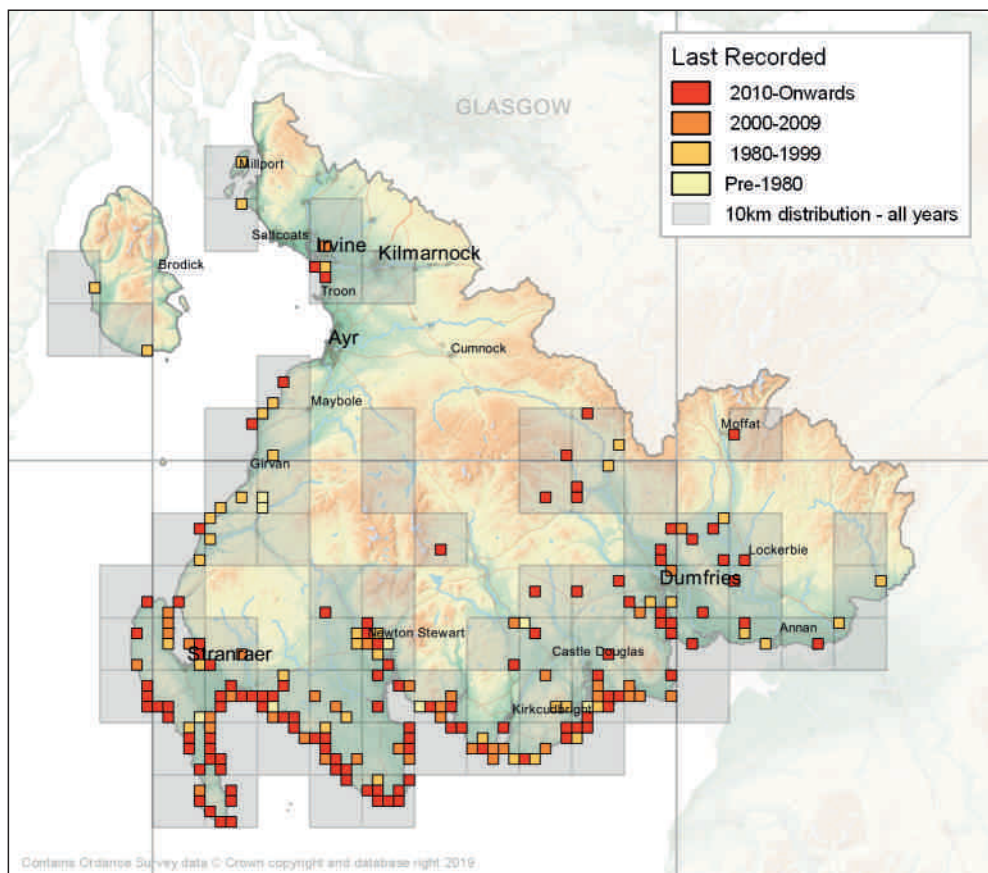 Last Recorded
2010-Onwards
2000-2009
1980-1999
Pre-1980
10km distribution - all years
GLASGOW
Millport
Saltcoats
Irvine
Kilmarnock
Brodick
Troon
Ayr
Cumnock
Maybole
Moffat
Girvan
Lockerbie
Dumfries
Newton Stewart
Annan
Stranraer
Castle Douglas
Kirkcudbright
Contains Ordance Survey data © Crown copyright and database right 2019